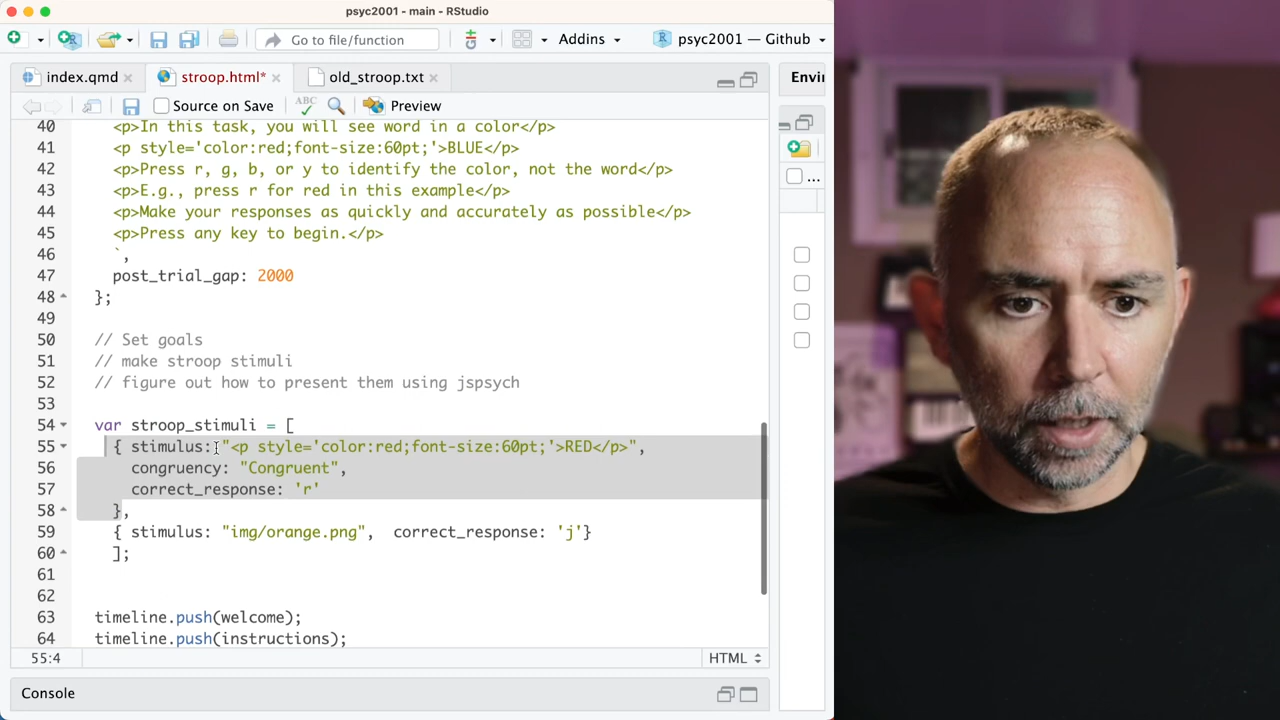 psyc2001 - main - RStudio
Go to file/function
Addins
psyc2001 — Github
index.qmd
stroop.html*
old_stroop.txt
Envir
Source on Save
ABC
Preview
40 <p>In this task, you will see word in a color</p>
41 <p style='color:red;font-size:60pt;'>BLUE</p>
42 <p>Press r, g, b, or y to identify the color, not the word</p>
43 <p>E.g., press r for red in this example</p>
44 <p>Make your responses as quickly and accurately as possible</p>
45 <p>Press any key to begin.</p>
46 `,
47 post_trial_gap: 2000
48 };
49
50 // Set goals
51 // make stroop stimuli
52 // figure out how to present them using jspsych
53
54 var stroop_stimuli = [
55 { stimulus: "<p style='color:red;font-size:60pt;'>RED</p>",
56 congruency: "Congruent",
57 correct_response: 'r'
58 },
59 { stimulus: "img/orange.png", correct_response: 'j'}
60 ];
61
62
63 timeline.push(welcome);
64 timeline.push(instructions);
...
55:4
HTML
Console